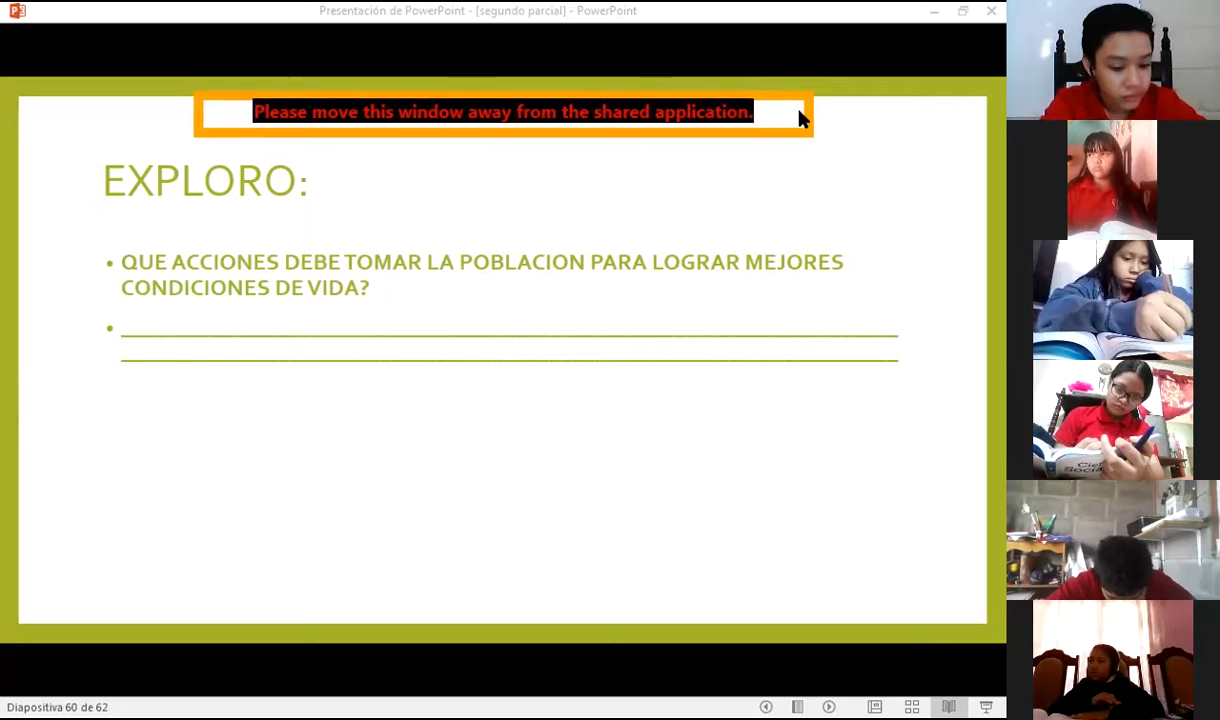 Presentación de PowerPoint - [segundo parcial] - PowerPoint
Please move this window away from the shared application.
EXPLORO:
• QUE ACCIONES DEBE TOMAR LA POBLACION PARA LOGRAR MEJORES
CONDICIONES DE VIDA?
Diapositiva 60 de 62